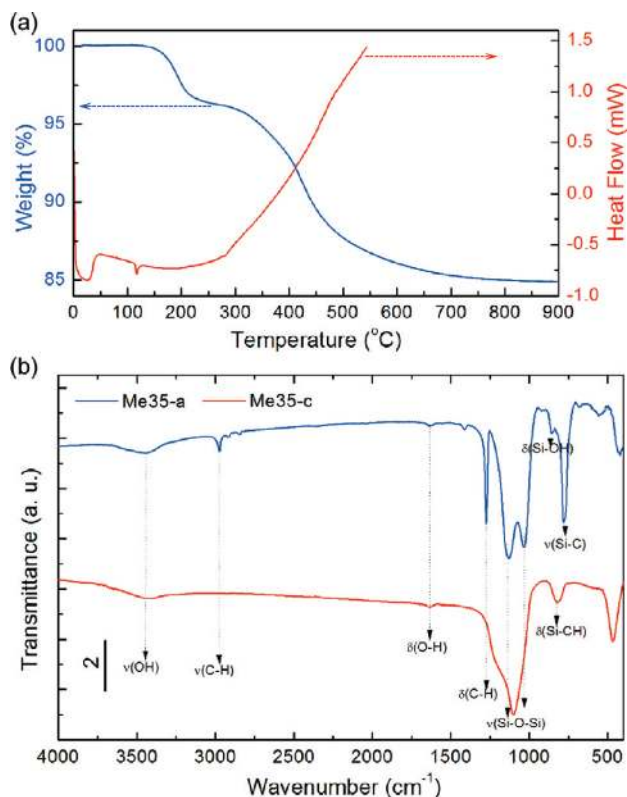 (a)
100
95
90
85
Weight (%)
1.5
1.0
0.5
0.0
-0.5
-1.0
Heat Flow (mW)
0 100 200 300 400 500 600 700 800 900
Temperature (°C)
(b)
Me35-a Me35-c
δ(Si-OH)
ν(Si-C)
δ(Si-CH)
2
ν(OH)
ν(C-H)
δ(O-H)
δ(C-H)
ν(Si-O-Si)
Transmittance (a. u.)
4000 3500 3000 2500 2000 1500 1000 500
Wavenumber (cm⁻¹)